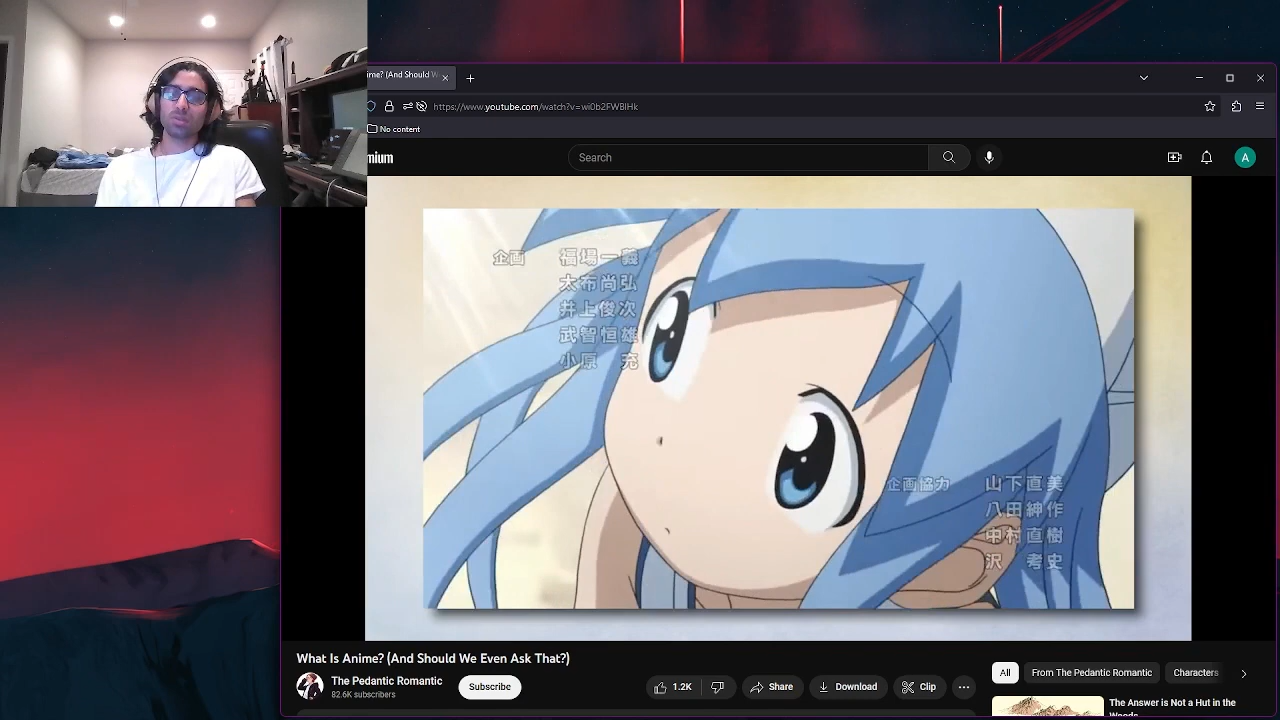 ime? (And Should W
https://www.youtube.com/watch?v=wi0b2FWBIHk
No content
mium
Search
A
企画
福場一義
太布尚弘
井上俊次
武智恒雄
小原 充
企画協力
山下直美
八田紳作
中村直樹
沢 考史
What Is Anime? (And Should We Even Ask That?)
The Pedantic Romantic
82.6K subscribers
Subscribe
1.2K
Share
Download
Clip
All
From The Pedantic Romantic
Characters
The Answer is Not a Hut in the
Woods